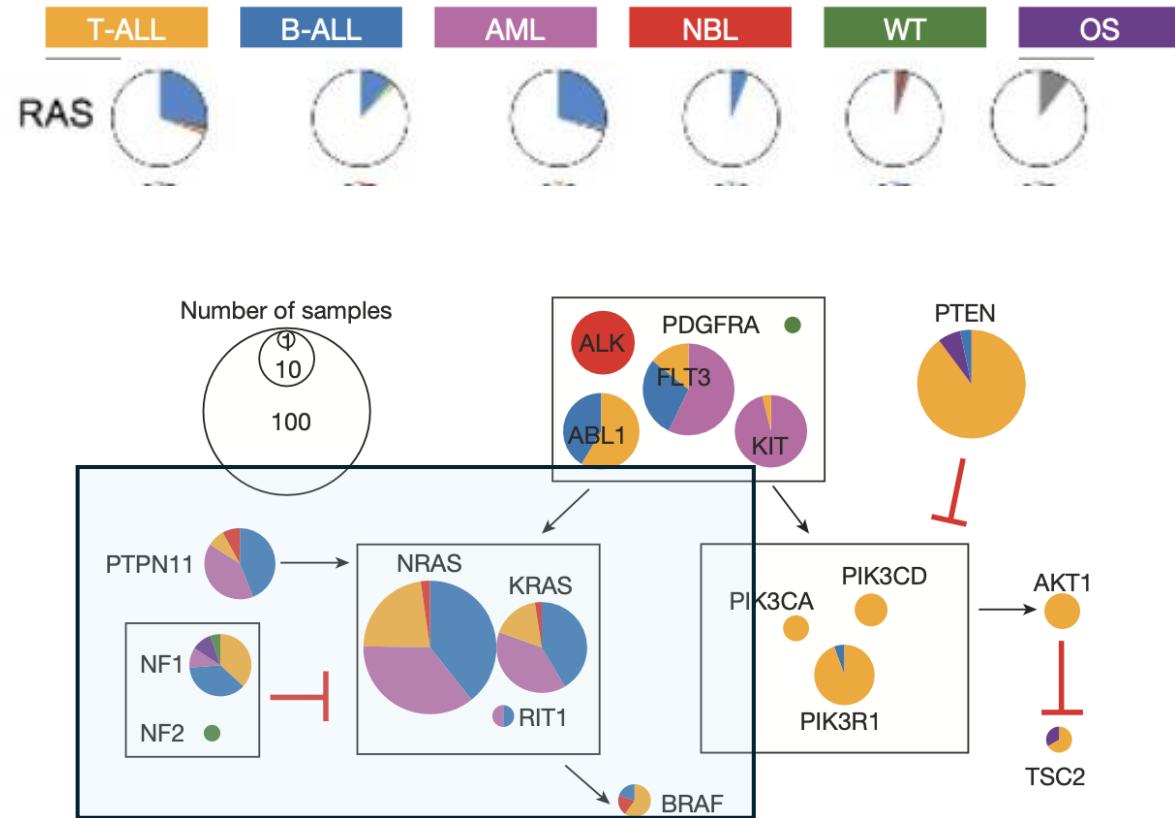 T-ALL B-ALL AML NBL WT OS
RAS
Number of samples
1
10
100
ALK
PDGFRA
FLT3
ABL1
KIT
PTEN
PTPN11
NRAS
KRAS
RIT1
NF1
NF2
BRAF
PIK3CA
PIK3CD
PIK3R1
AKT1
TSC2